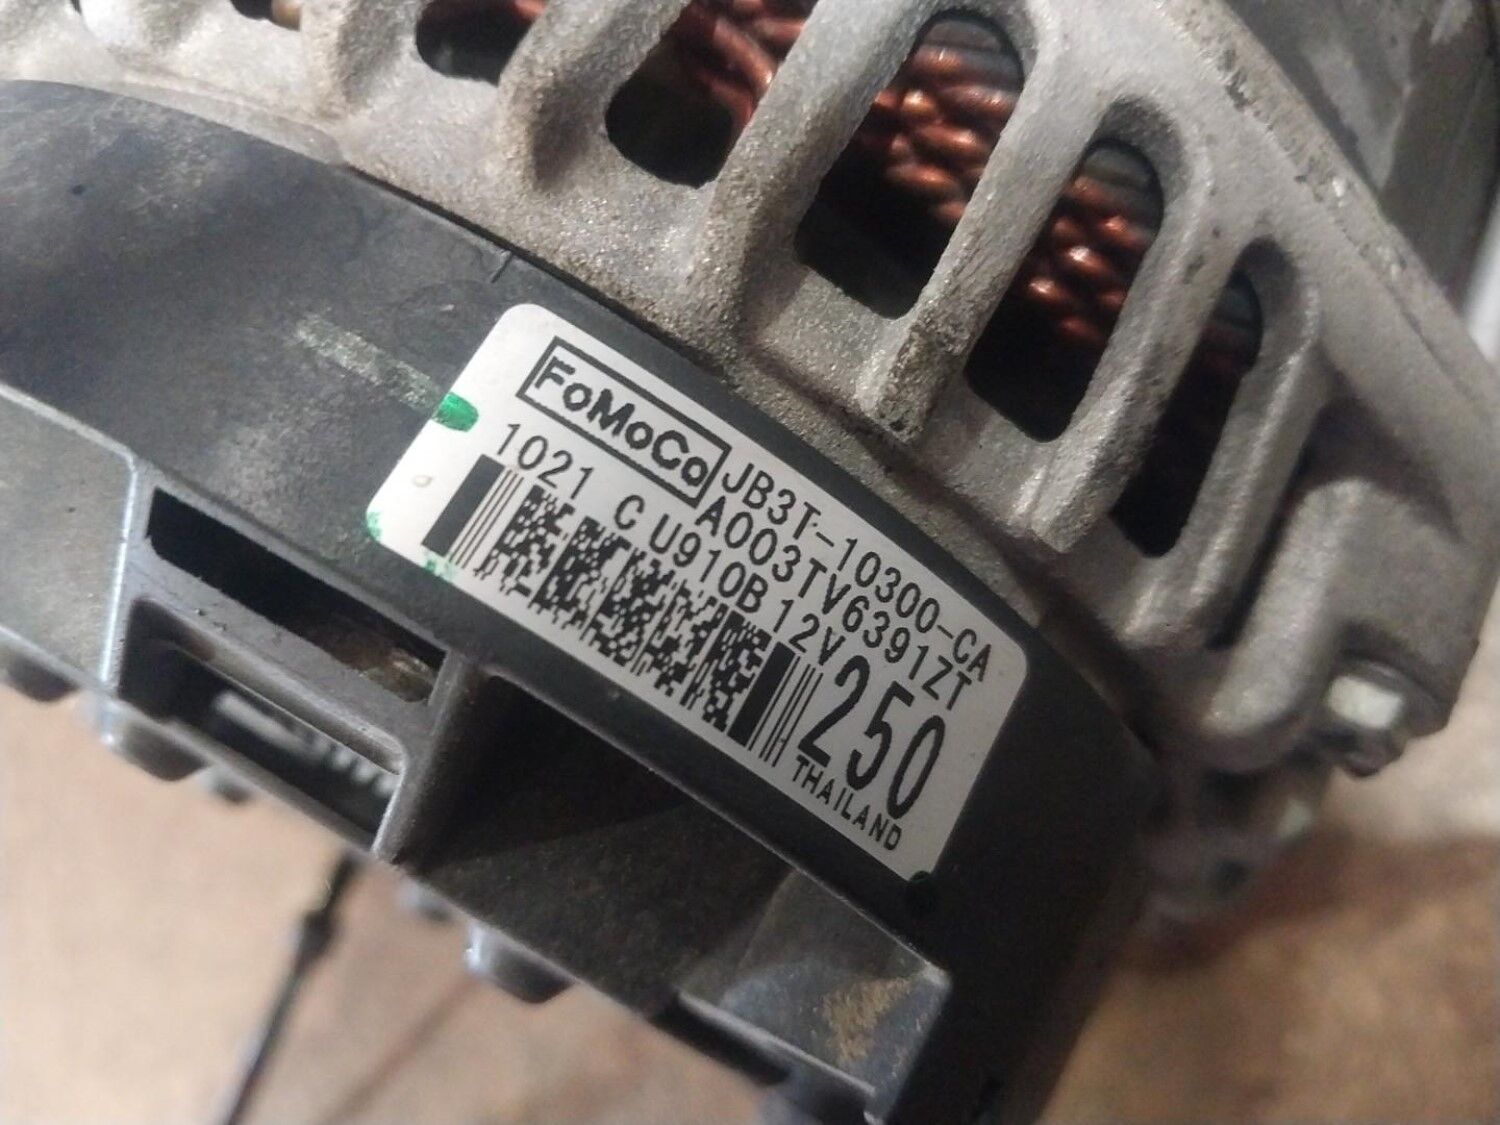 FoMoCo JB3T-10300-CA
1021 A003TV6391ZT
C U910B 12V 250
THAILAND